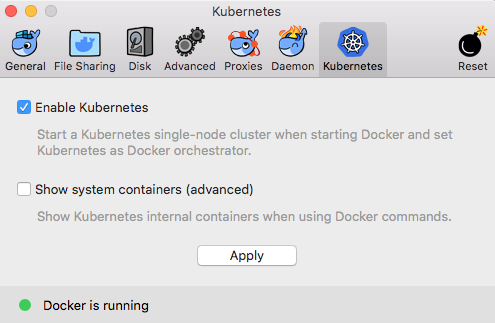 Kubernetes
General File Sharing Disk Advanced Proxies Daemon Kubernetes Reset
Enable Kubernetes
Start a Kubernetes single-node cluster when starting Docker and set
Kubernetes as Docker orchestrator.
Show system containers (advanced)
Show Kubernetes internal containers when using Docker commands.
Apply
Docker is running